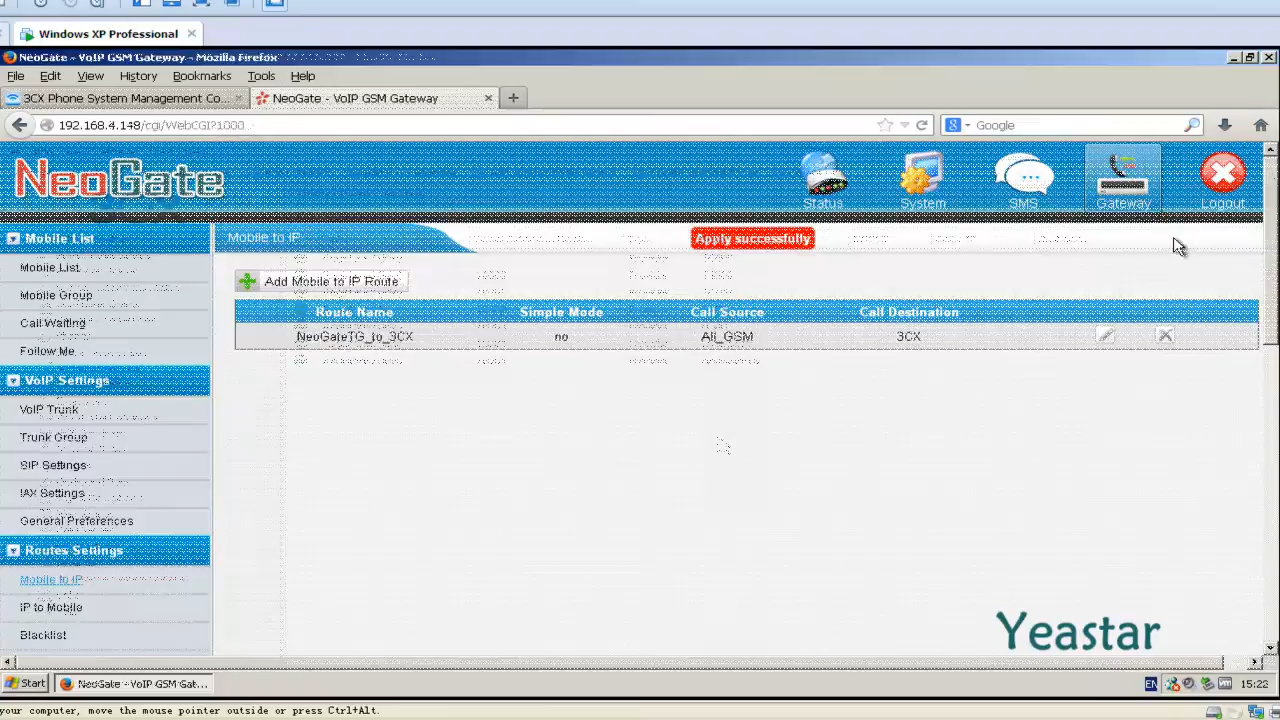 Windows XP Professional
NeoGate - VoIP GSM Gateway - Mozilla Firefox
File Edit View History Bookmarks Tools Help
3CX Phone System Management Co... NeoGate - VoIP GSM Gateway
192.168.4.148/cgi/WebCGI?1000 Google
NeoGate
Status System SMS Gateway Logout
Mobile List
Mobile to IP
Apply successfully
Mobile List
Add Mobile to IP Route
Mobile Group
Route Name Simple Mode Call Source Call Destination
Call Waiting
NeoGateTG_to_3CX no All_GSM 3CX
Follow Me
VoIP Settings
VoIP Trunk
Trunk Group
SIP Settings
IAX Settings
General Preferences
Routes Settings
Mobile to IP
IP to Mobile
Blacklist
Yeastar
Start NeoGate - VoIP GSM Gat... EN 15:22
your computer, move the mouse pointer outside or press Ctrl+Alt.